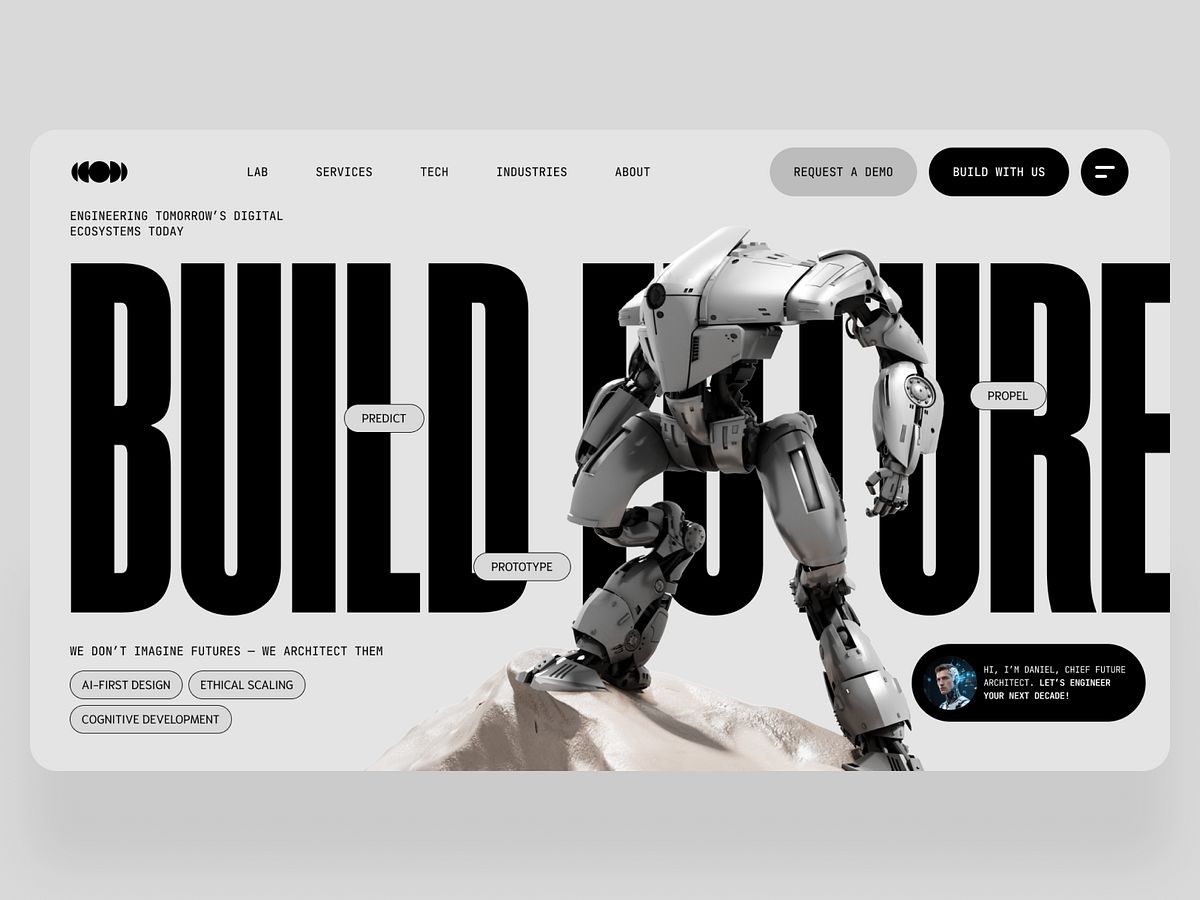 LAB
SERVICES
TECH
INDUSTRIES
ABOUT
REQUEST A DEMO
BUILD WITH US
ENGINEERING TOMORROW’S DIGITAL
ECOSYSTEMS TODAY
BUILD FUTURE
PREDICT
PROPEL
PROTOTYPE
WE DON’T IMAGINE FUTURES — WE ARCHITECT THEM
AI-FIRST DESIGN
ETHICAL SCALING
COGNITIVE DEVELOPMENT
HI, I’M DANIEL, CHIEF FUTURE
ARCHITECT. LET’S ENGINEER
YOUR NEXT DECADE!